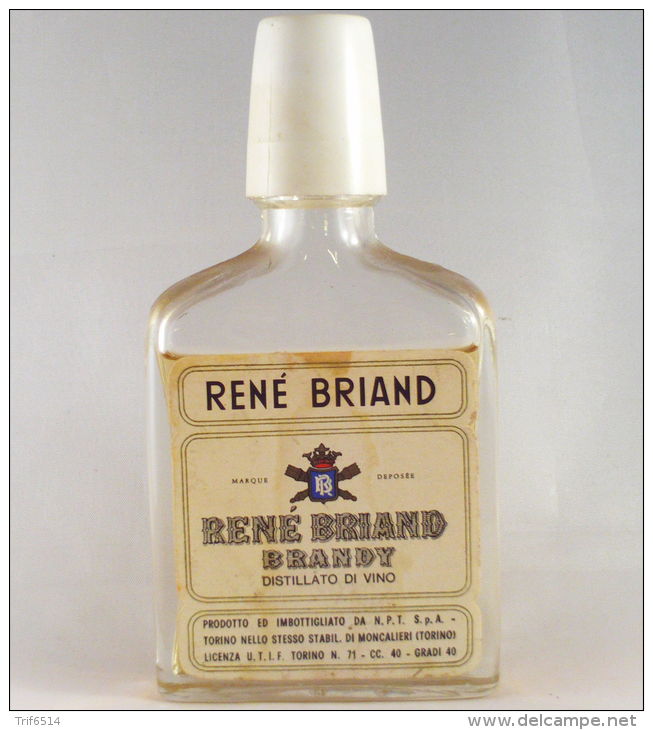 RENÉ BRIAND
MARQUE DEPOSÉE
RB
RENÉ BRIAND
BRANDY
DISTILLATO DI VINO
PRODOTTO ED IMBOTTIGLIATO DA N.P.T. S.p.A. -
TORINO NELLO STESSO STABIL. DI MONCALIERI (TORINO)
LICENZA U.T.I.F. TORINO N. 71 - CC. 40 - GRADI 40
Trif6514
www.delcampe.net